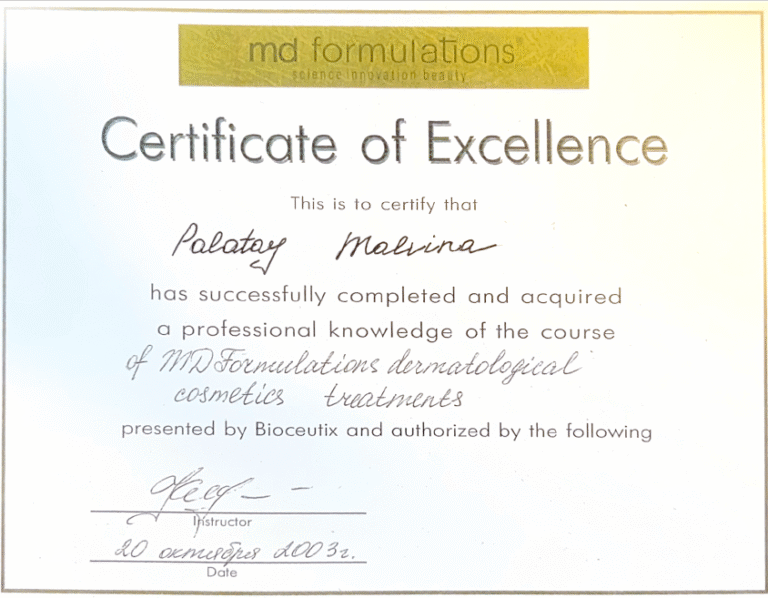 md formulations®
science innovation beauty
Certificate of Excellence
This is to certify that
Palatay Malvina
has successfully completed and acquired
a professional knowledge of the course
of MD Formulations dermatological
cosmetics treatments
presented by Bioceutix and authorized by the following
Instructor
20 октября 2003г.
Date